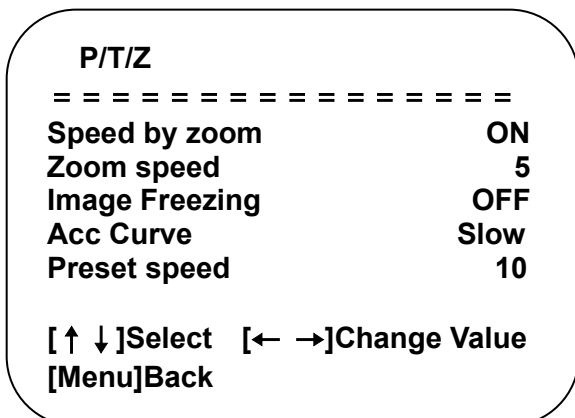 P/T/Z
= = = = = = = = = = = = = = = =
Speed by zoom ON
Zoom speed 5
Image Freezing OFF
Acc Curve Slow
Preset speed 10
[↑ ↓]Select [← →]Change Value
[Menu]Back